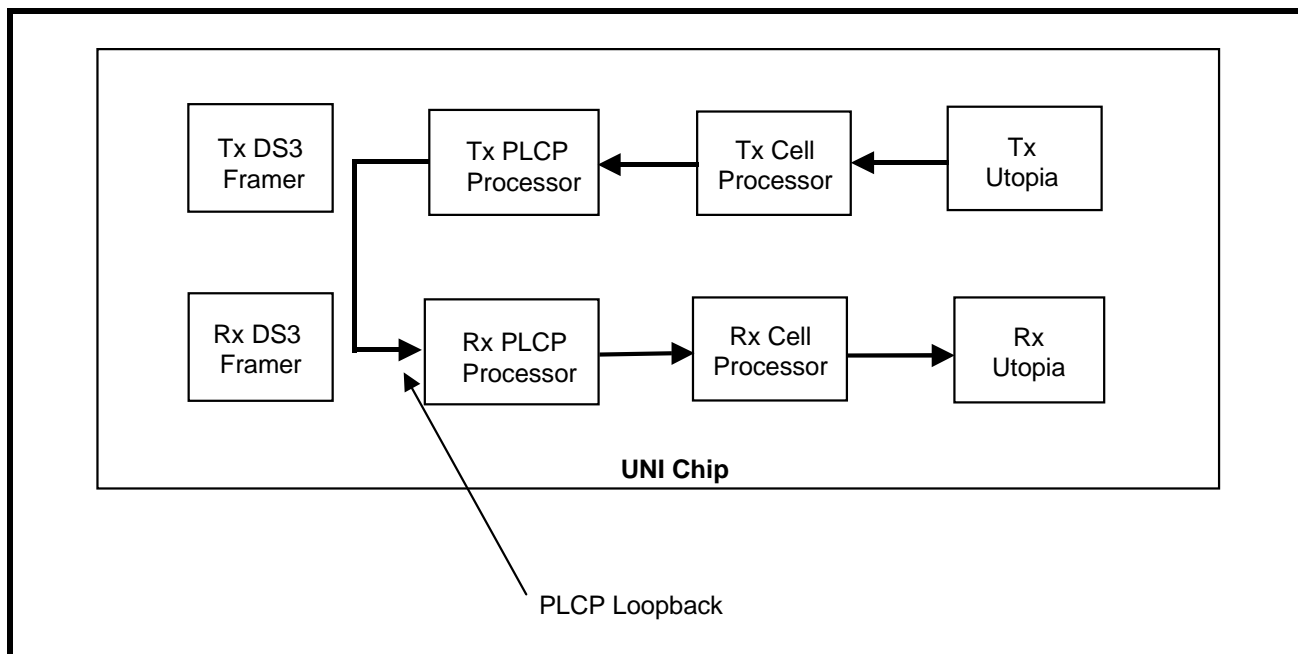 Tx DS3
Framer
Tx PLCP
Processor
Tx Cell
Processor
Tx
Utopia
Rx DS3
Framer
Rx PLCP
Processor
Rx Cell
Processor
Rx
Utopia
UNI Chip
PLCP Loopback